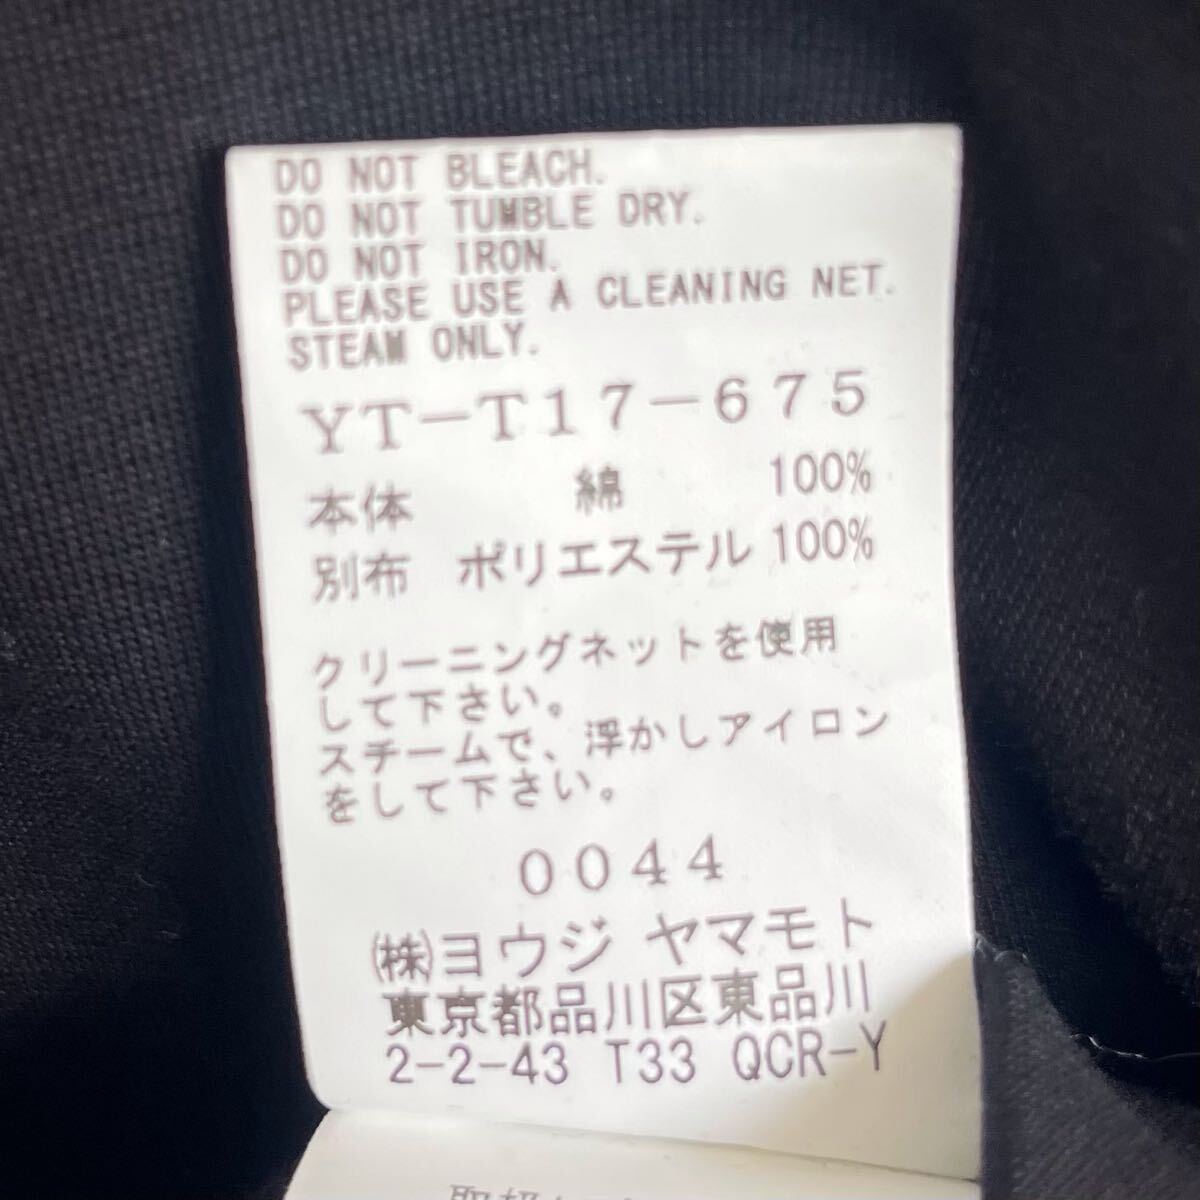 DO NOT BLEACH.
DO NOT TUMBLE DRY.
DO NOT IRON.
PLEASE USE A CLEANING NET.
STEAM ONLY.
YT-T17-675
本体 綿 100%
別布 ポリエステル 100%
クリーニングネットを使用
して下さい。
スチームで、浮かしアイロン
をして下さい。
0044
㈱ヨウジ ヤマモト
東京都品川区東品川
2-2-43 T33 QCR-Y